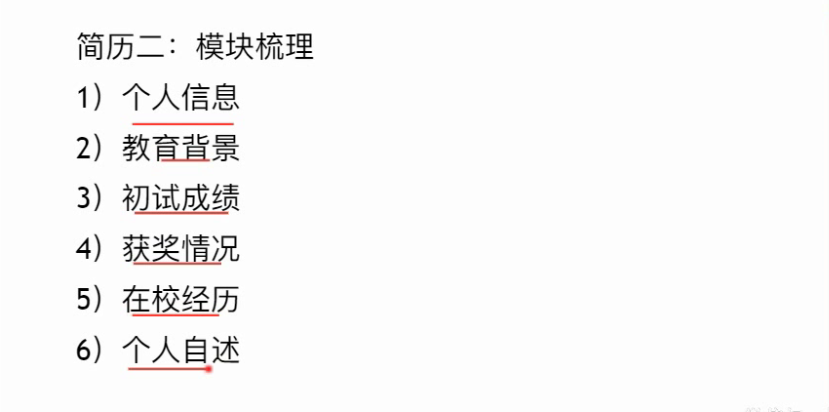 简历二：模块梳理
1）个人信息
2）教育背景
3）初试成绩
4）获奖情况
5）在校经历
6）个人自述